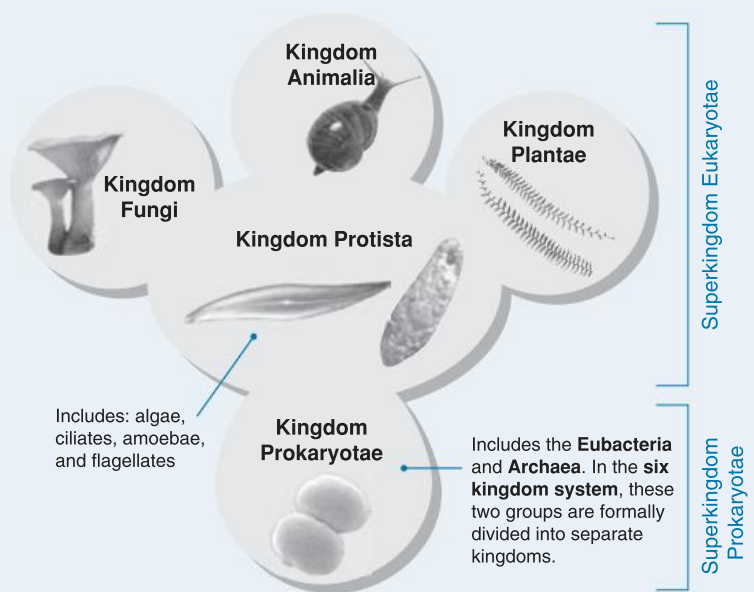 Kingdom
Animalia
Kingdom
Plantae
Kingdom
Fungi
Kingdom Protista
Superkingdom Eukaryotae
Includes: algae,
ciliates, amoebae,
and flagellates
Kingdom
Prokaryotae
Includes the Eubacteria
and Archaea. In the six
kingdom system, these
two groups are formally
divided into separate
kingdoms.
Superkingdom
Prokaryotae